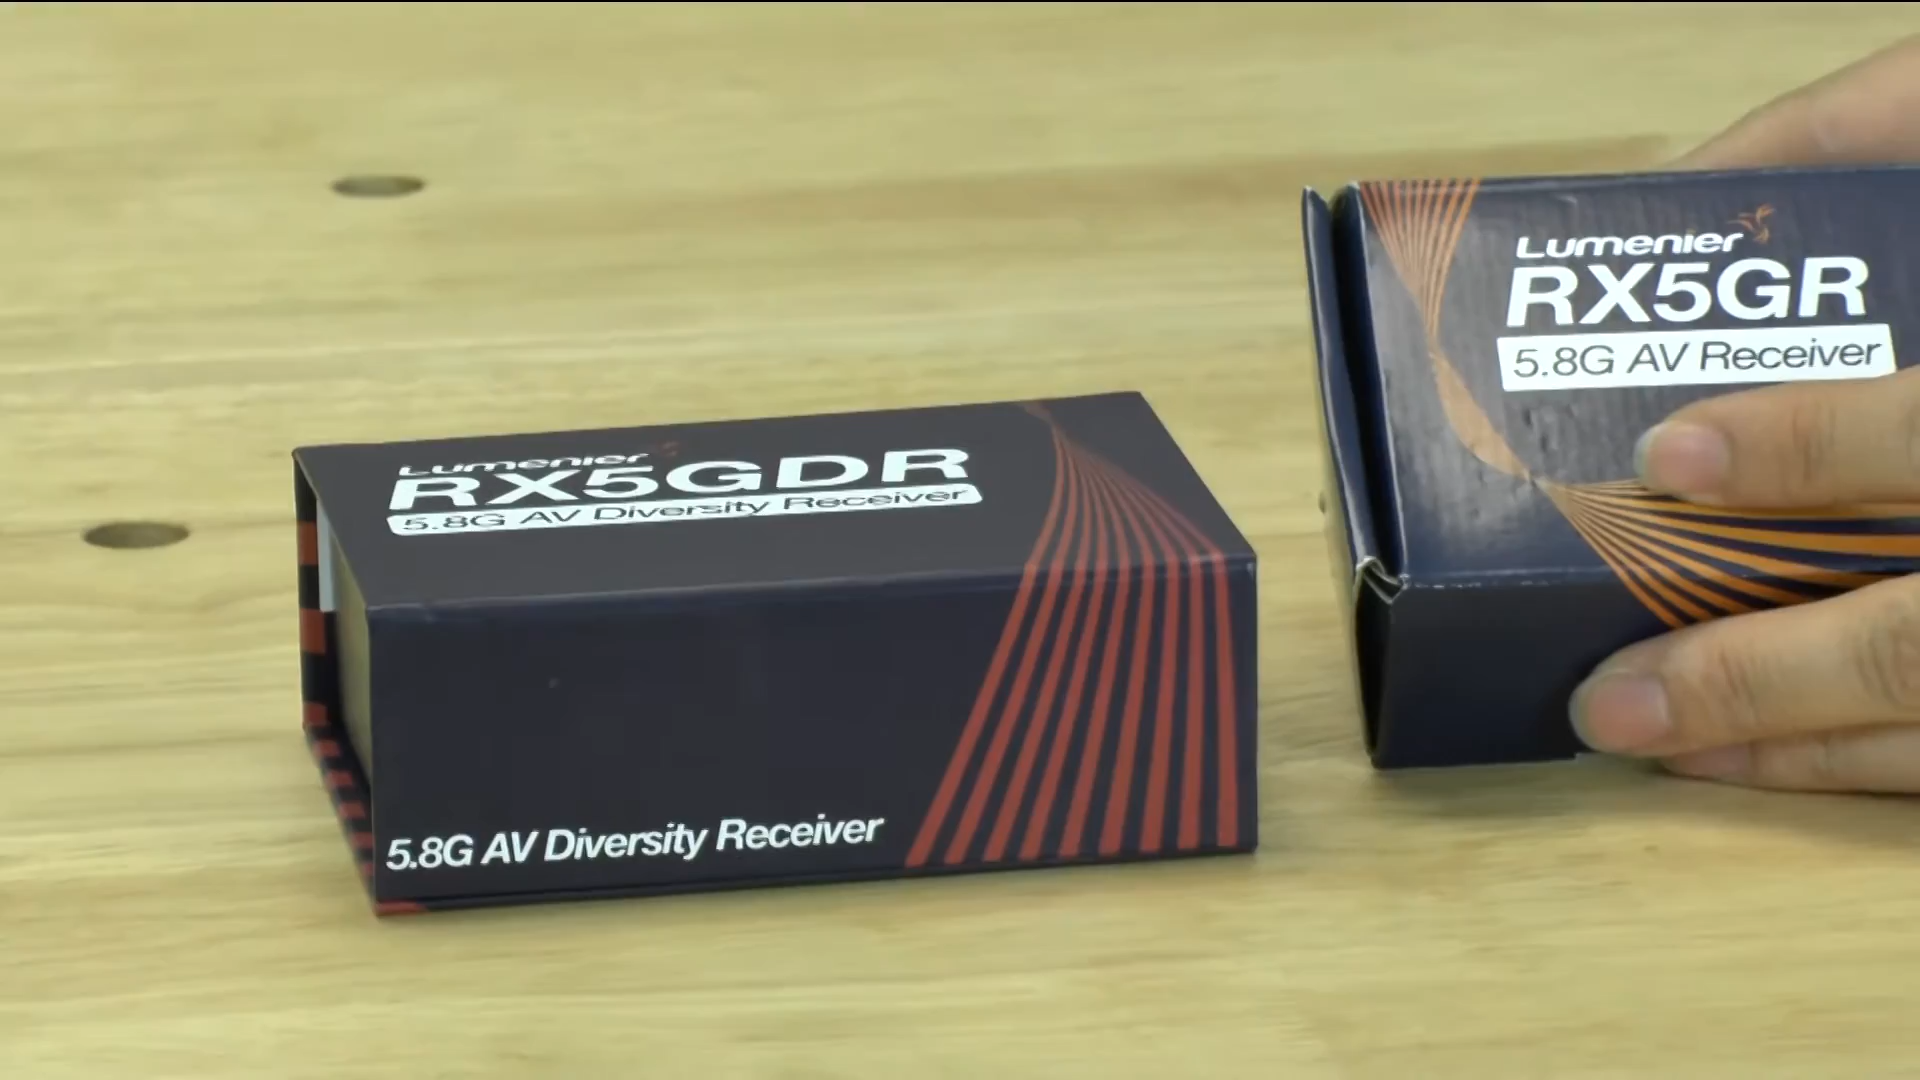 Lumenier
RX5GDR
5.8G AV Diversity Receiver
5.8G AV Diversity Receiver
Lumenier
RX5GR
5.8G AV Receiver